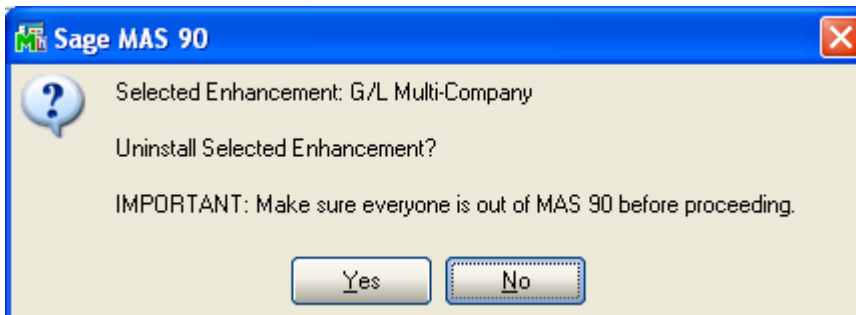 Sage MAS 90
Selected Enhancement: G/L Multi-Company
Uninstall Selected Enhancement?
IMPORTANT: Make sure everyone is out of MAS 90 before proceeding.
Yes No